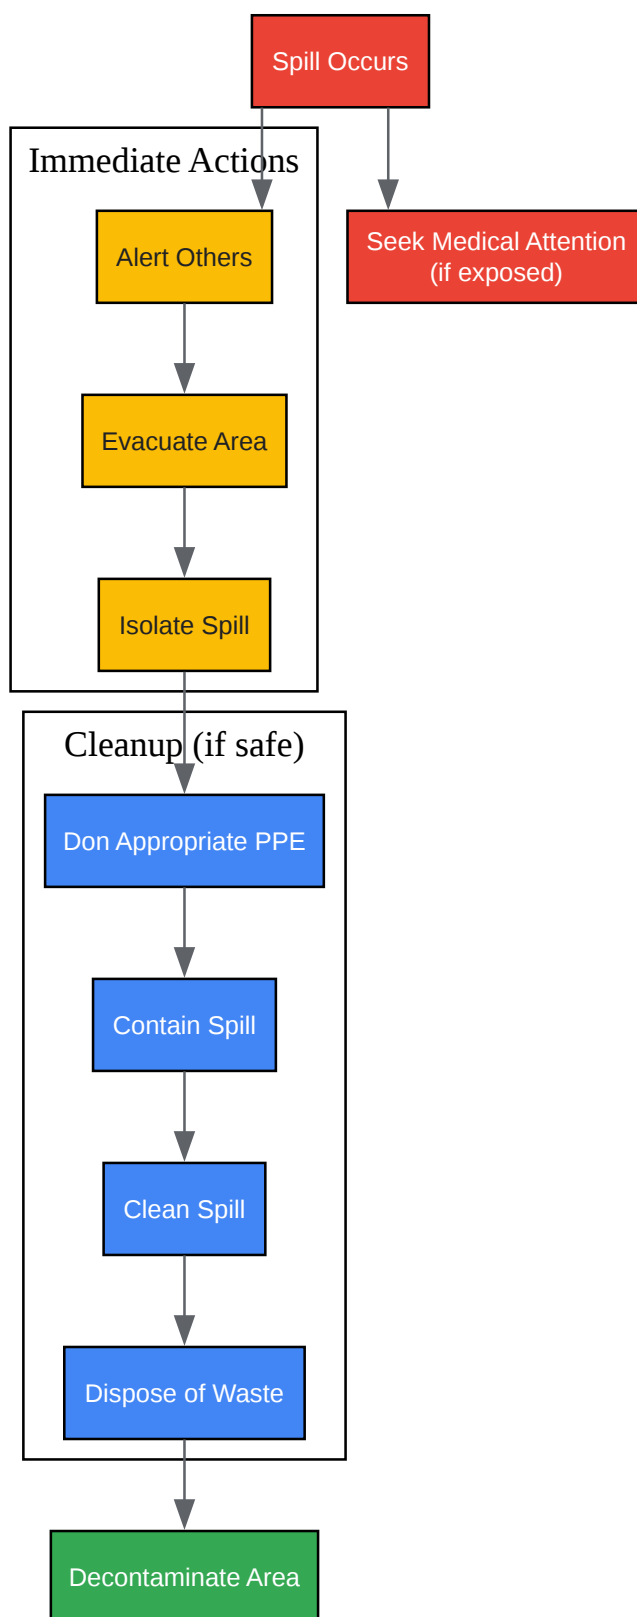 Spill Occurs
Immediate Actions
Alert Others
Seek Medical Attention
(if exposed)
Evacuate Area
Isolate Spill
Cleanup (if safe)
Don Appropriate PPE
Contain Spill
Clean Spill
Dispose of Waste
Decontaminate Area